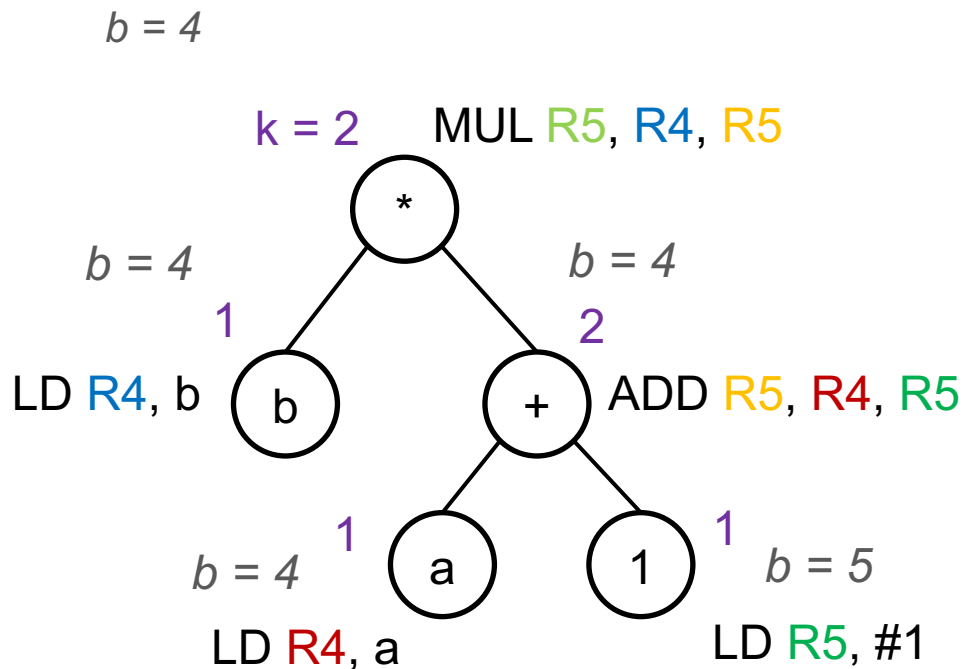 b = 4
k = 2
MUL R5, R4, R5
*
b = 4
b = 4
1
2
LD R4, b
b
+
ADD R5, R4, R5
1
1
b = 4
a
1
b = 5
LD R4, a
LD R5, #1